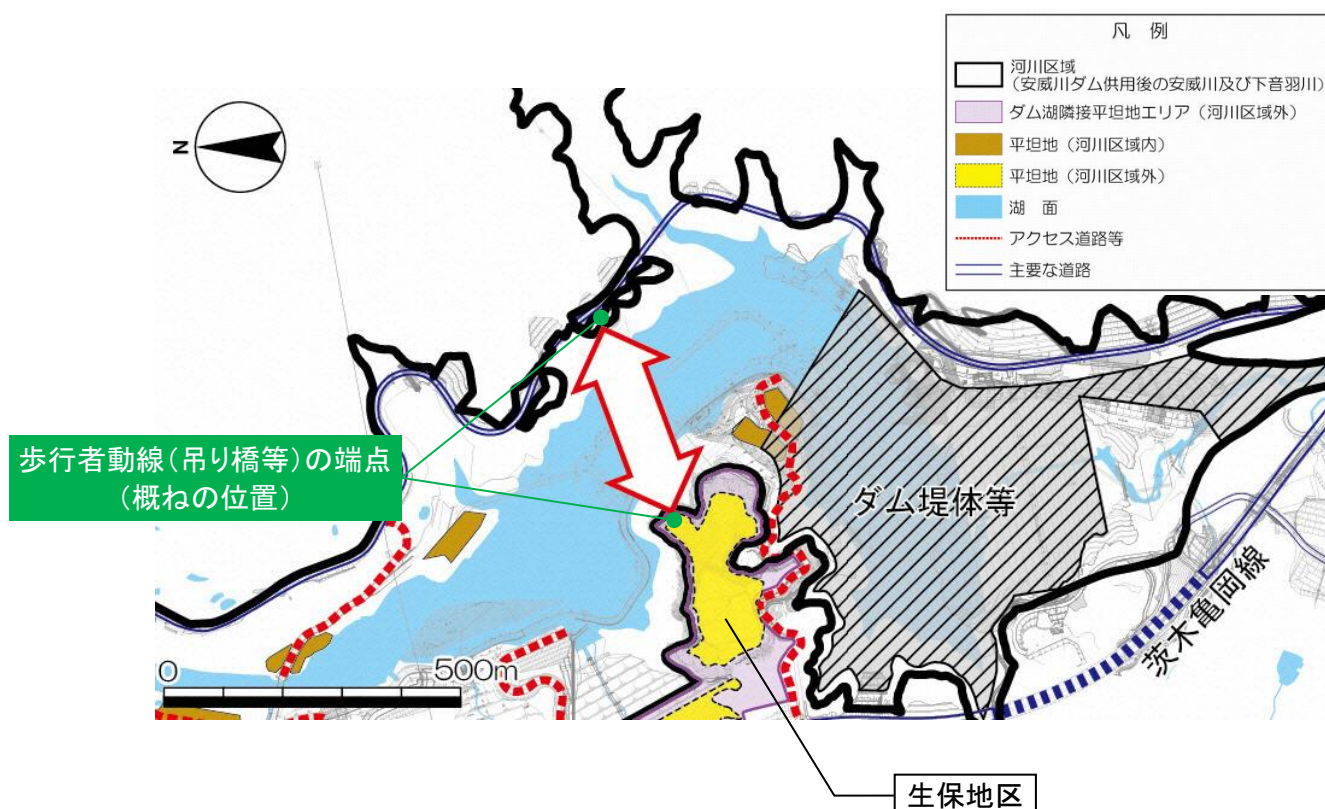 凡 例
河川区域
(安威川ダム供用後の安威川及び下音羽川)
ダム湖隣接平坦地エリア(河川区域外)
平坦地(河川区域内)
平坦地(河川区域外)
湖 面
アクセス道路等
主要な道路
N
歩行者動線(吊り橋等)の端点
(概ねの位置)
ダム堤体等
茨木亀岡線
0 500m
生保地区